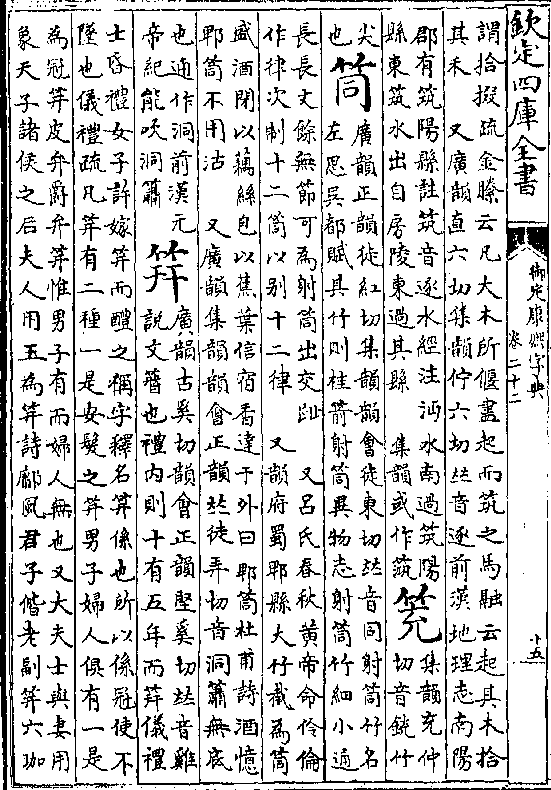 欽定四庫全書
御定康熙字典
卷二十二
十五
謂拾掇疏金縢云凡大木所偃盡起而筑之馬融云起其木拾
其禾 又廣韻直六切集韻佇六切𠀤音逐前漢地理志南陽
郡有筑陽縣註筑音逐水經注沔水南過筑陽
縣東筑水出自房陵東過其縣 集韻或作
集韻充仲
切音銃竹
尖
也
筒
廣韻正韻徒紅切集韻韻會徒東切𠀤音同射筒竹名
左思吳都賦其竹則桂箭射筒異物志射筒竹細小通
長長丈餘無節可為射筒出交趾 又呂氏春秋黃帝命伶倫
作律次制十二筒以别十二律 又韻府蜀郫縣大竹截為筒
盛酒閉以藕絲包以蕉葉信宿香達于外曰郫筒杜甫詩酒憶
郫筒不用沽 又廣韻集韻韻會正韻𠀤徒弄切音洞簫無底
也通作洞前漢元
帝紀能吹洞簫
筓
廣韻古奚切韻會正韻堅奚切𠀤音雞
説文簪也禮内則十有五年而筓儀禮
士昏禮女子許嫁筓而醴之稱字釋名筓係也所以係冠使不
墜也儀禮疏凡筓有二種一是安髮之筓男子婦人俱有一是
為冠筓皮弁爵弁筓惟男子有而婦人無也又大夫士與妻用
象天子諸侯之后夫人用玉為筓詩鄘風君子偕老副筓六珈